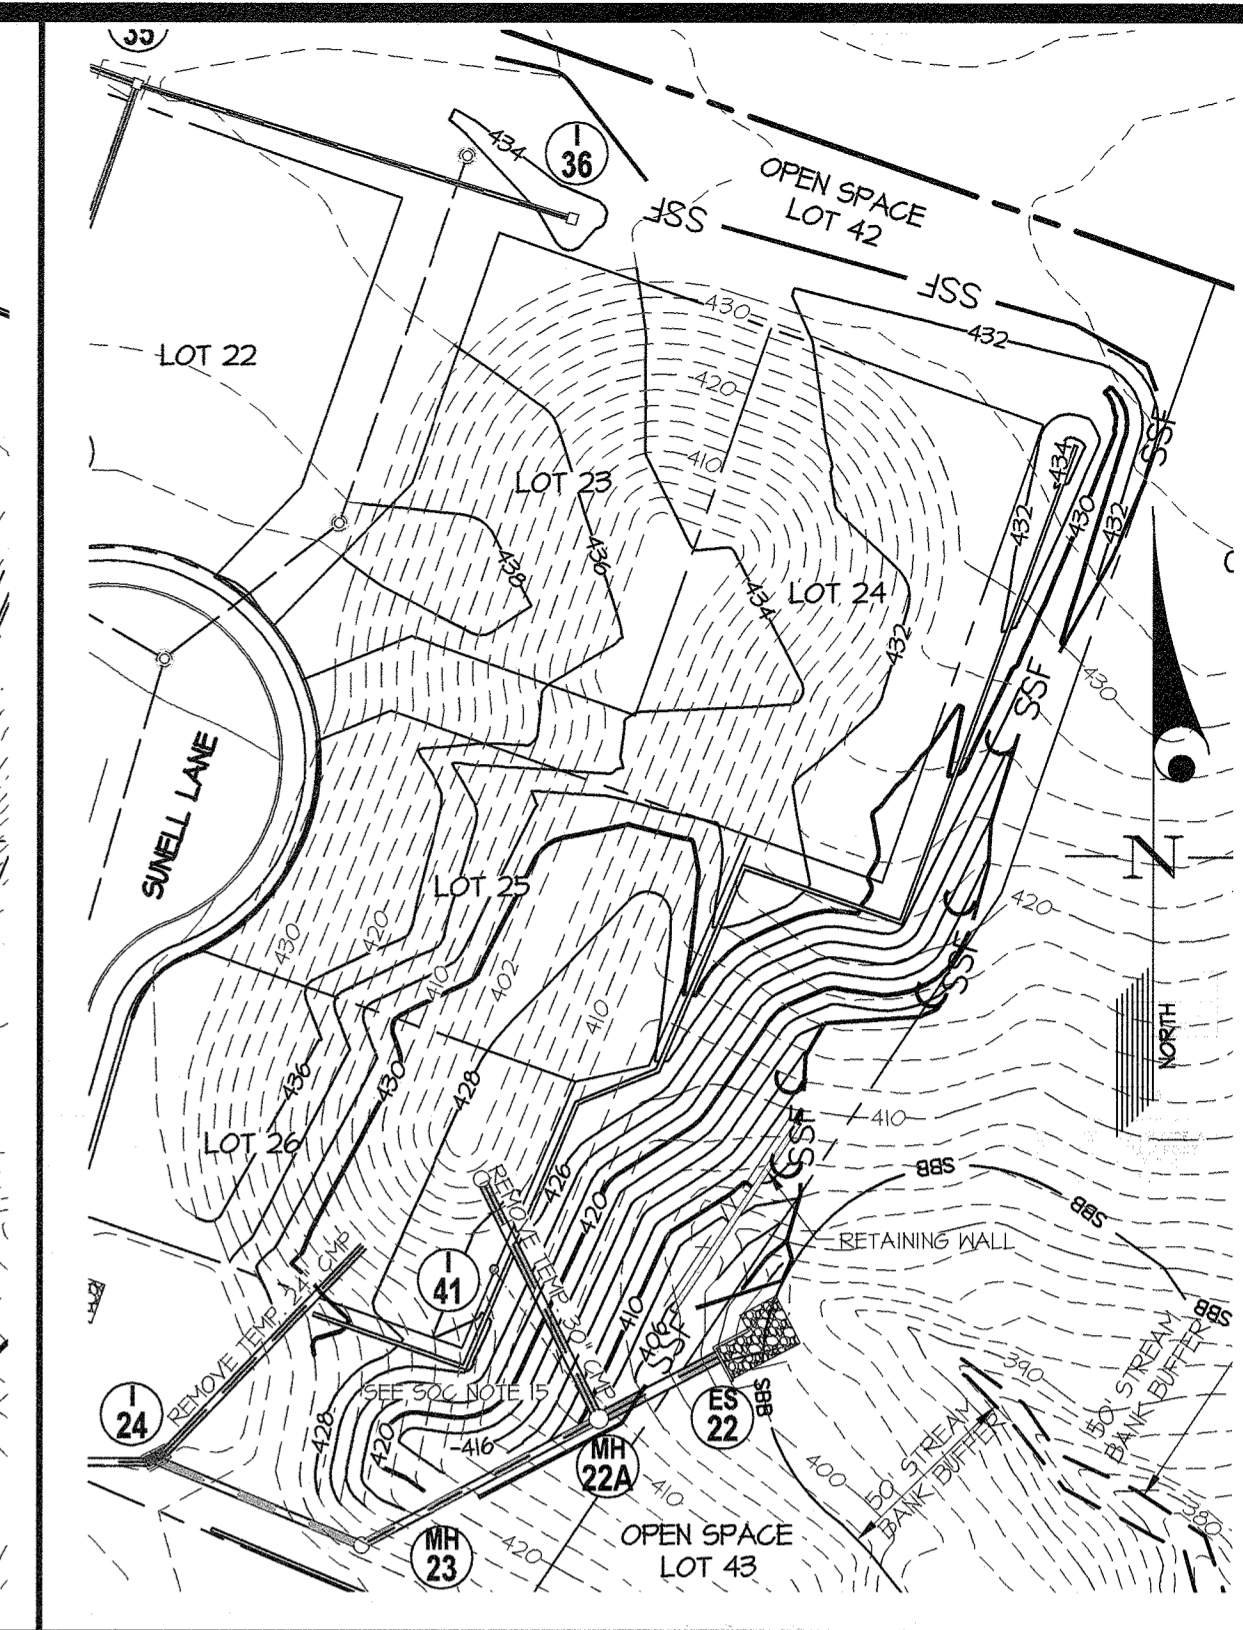 35
434
I
36
OPEN SPACE
LOT 42
SSF
SSF
430
432
LOT 22
420
410
SSF
434
LOT 23
432
430
432
438
436
434
LOT 24
432
430
SSF
SUNELL LANE
LOT 25
N
420
430
420
410
402
410
SSF
NORTH
436
430
428
410
SSF
LOT 26
SBB
426
420
SBB
RETAINING WALL
REMOVE TEMP 24" CMP
REMOVE TEMP 30" CMP
I
41
410
406
SSF
SBB
390
50' STREAM
BANK BUFFER
SEE SOC NOTE 15
I
24
ES
22
SBB
428
420
416
MH
22A
400
50' STREAM
BANK BUFFER
410
380
MH
23
420
OPEN SPACE
LOT 43